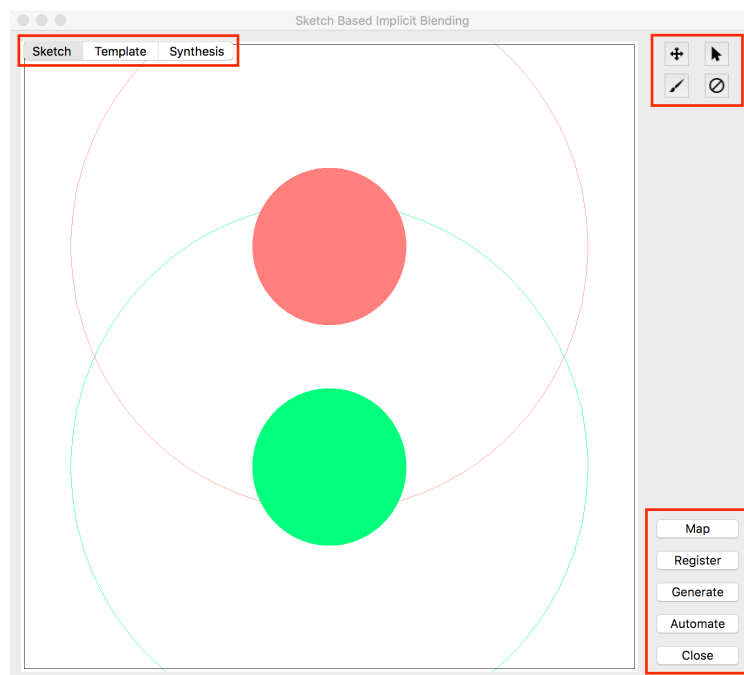 Sketch Based Implicit Blending
Sketch Template Synthesis
Map
Register
Generate
Automate
Close